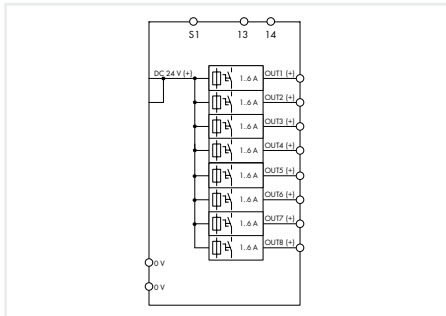 S1 13 14
DC 24 V (+) 1..6 A OUT1 (+)
1..6 A OUT2 (+)
1..6 A OUT3 (+)
1..6 A OUT4 (+)
1..6 A OUT5 (+)
1..6 A OUT6 (+)
1..6 A OUT7 (+)
1..6 A OUT8 (+)
0 V
0 V